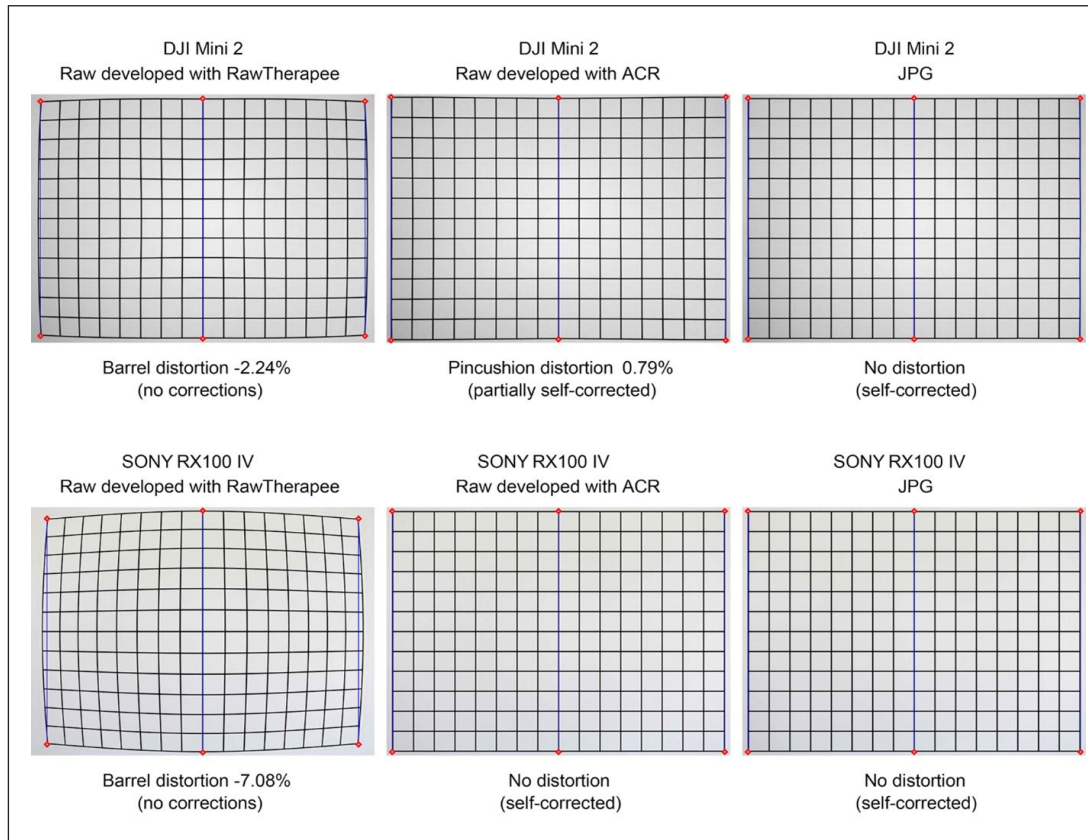 DJI Mini 2
Raw developed with RawTherapee
DJI Mini 2
Raw developed with ACR
DJI Mini 2
JPG
Barrel distortion -2.24%
(no corrections)
Pincushion distortion 0.79%
(partially self-corrected)
No distortion
(self-corrected)
SONY RX100 IV
Raw developed with RawTherapee
SONY RX100 IV
Raw developed with ACR
SONY RX100 IV
JPG
Barrel distortion -7.08%
(no corrections)
No distortion
(self-corrected)
No distortion
(self-corrected)